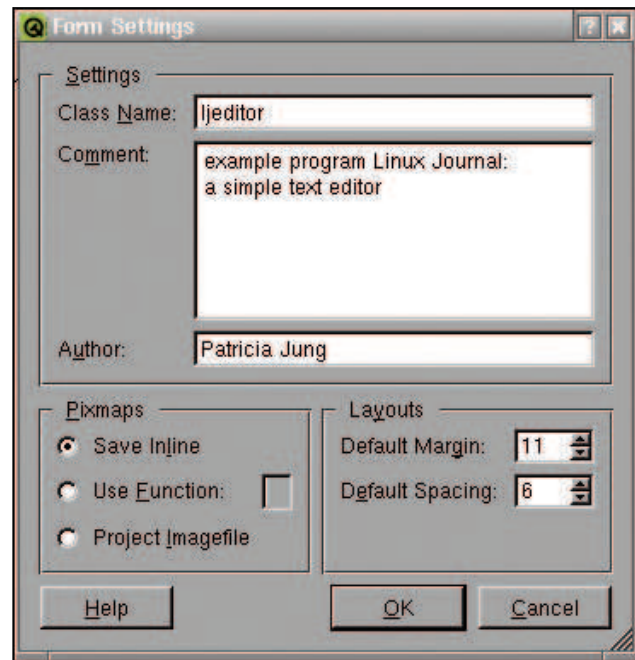 Form Settings
Settings
Class Name: ljeditor
Comment: example program Linux Journal:
a simple text editor
Author: Patricia Jung
Pixmaps
Save Inline
Use Function:
Project Imagefile
Layouts
Default Margin: 11
Default Spacing: 6
Help OK Cancel